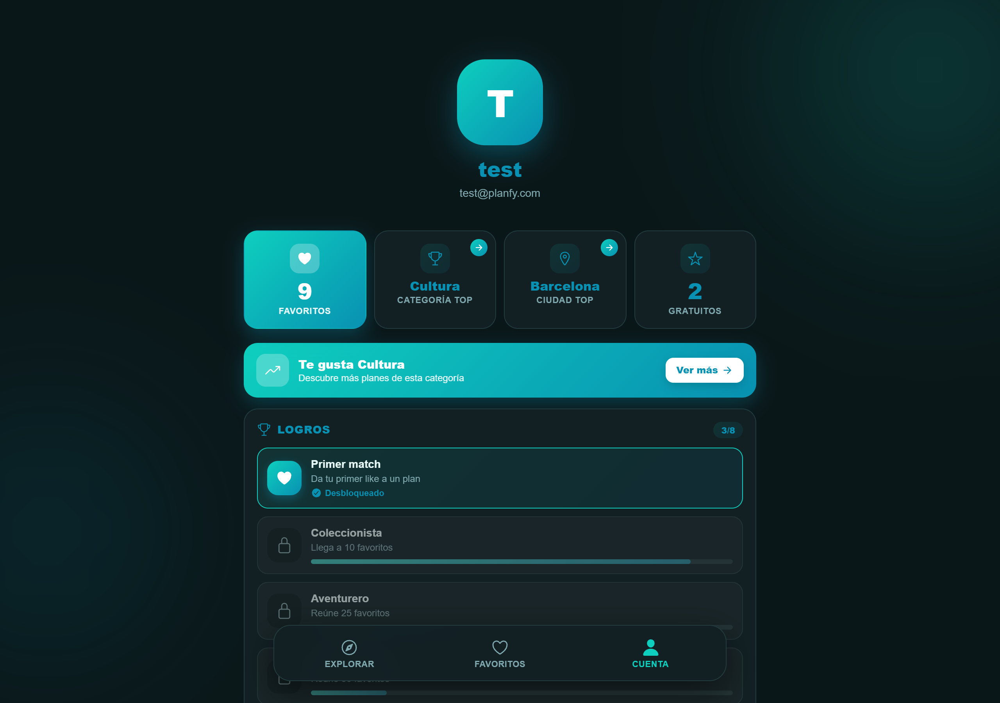 T
test
test@planfy.com
9
FAVORITOS
Cultura
CATEGORÍA TOP
Barcelona
CIUDAD TOP
2
GRATUITOS
Te gusta Cultura
Descubre más planes de esta categoría
Ver más
LOGROS
3/8
Primer match
Da tu primer like a un plan
Desbloqueado
Coleccionista
Llega a 10 favoritos
Aventurero
Reúne 25 favoritos
EXPLORAR
FAVORITOS
CUENTA